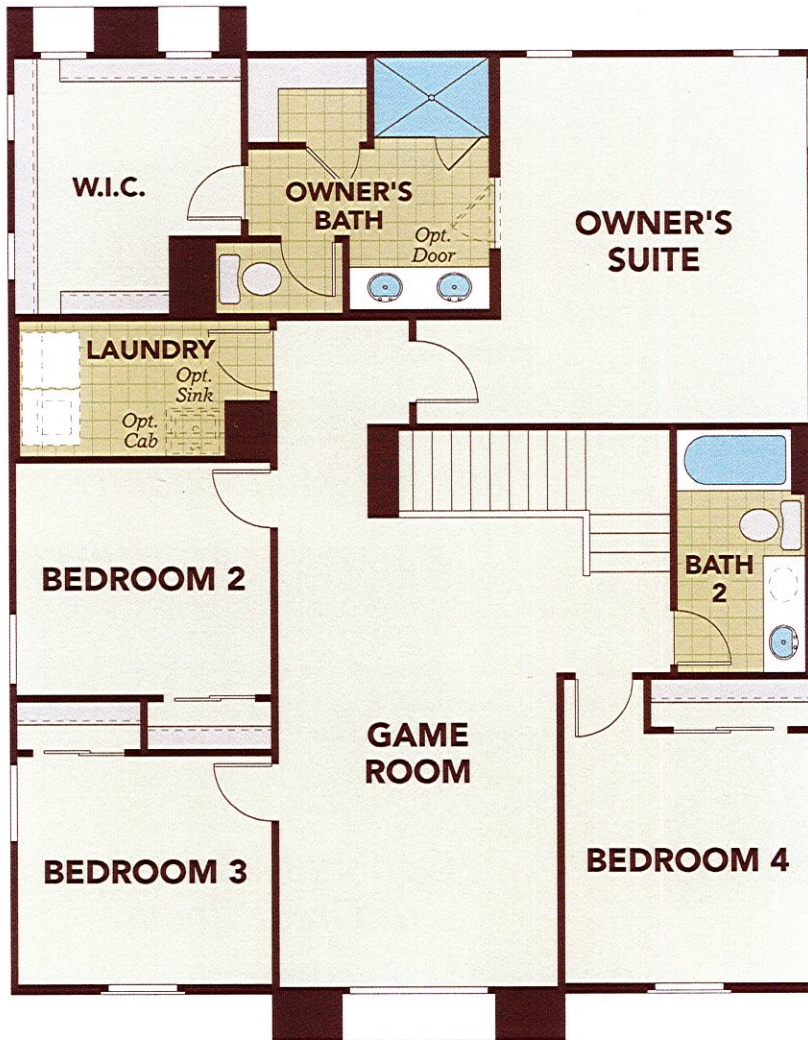 W.I.C.
OWNER'S
BATH
Opt.
Door
OWNER'S
SUITE
LAUNDRY
Opt.
Sink
Opt.
Cab
BEDROOM 2
BATH
2
GAME
ROOM
BEDROOM 3
BEDROOM 4